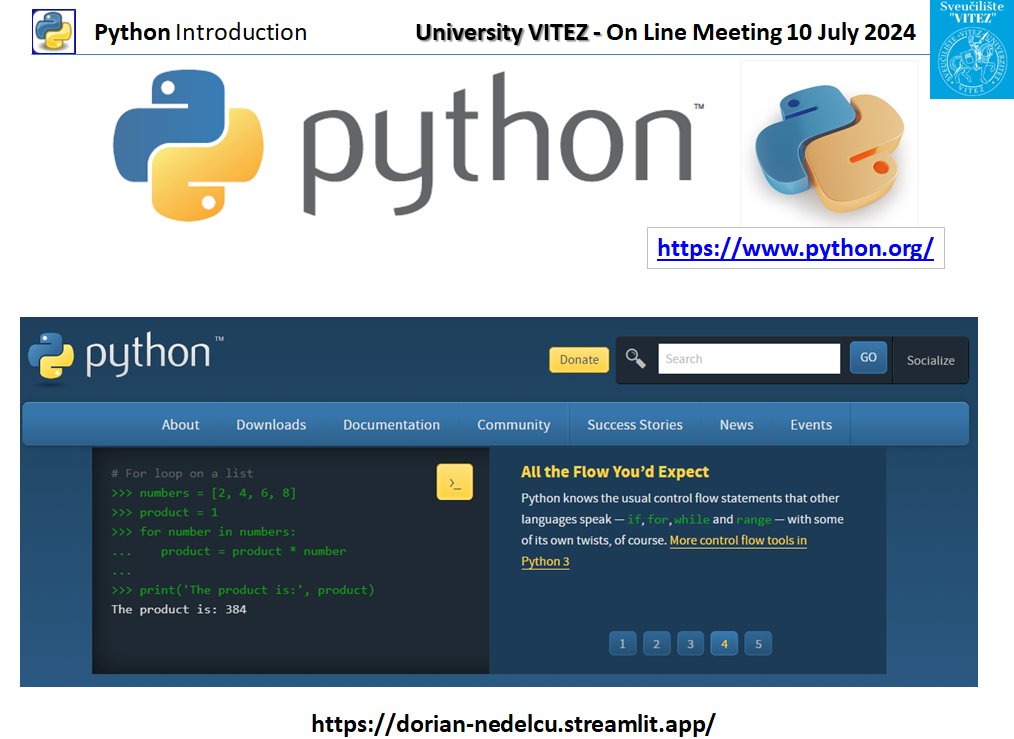 Python Introduction
University VITEZ - On Line Meeting 10 July 2024
Sveučilište
"VITEZ"
python™
https://www.python.org/
python™
Donate
Search
GO
Socialize
About Downloads Documentation Community Success Stories News Events
# For loop on a list
>>> numbers = [2, 4, 6, 8]
>>> product = 1
>>> for number in numbers:
...    product = product * number
...
>>> print('The product is:', product)
The product is: 384
>_
All the Flow You’d Expect
Python knows the usual control flow statements that other
languages speak — if, for, while and range — with some
of its own twists, of course. More control flow tools in
Python 3
1 2 3 4 5
https://dorian-nedelcu.streamlit.app/